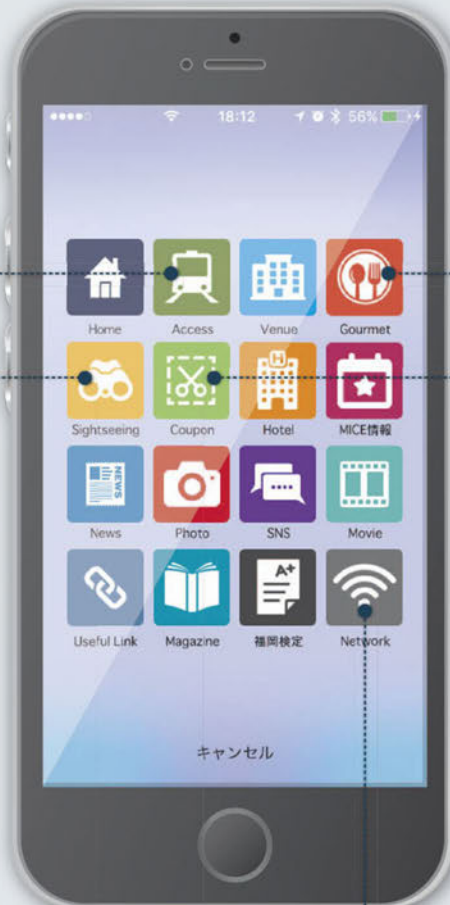 18:12 56%
Home Access Venue Gourmet
Sightseeing Coupon Hotel MICE情報
NEWS
News Photo SNS Movie
A+
Useful Link Magazine 福岡検定 Network
キャンセル